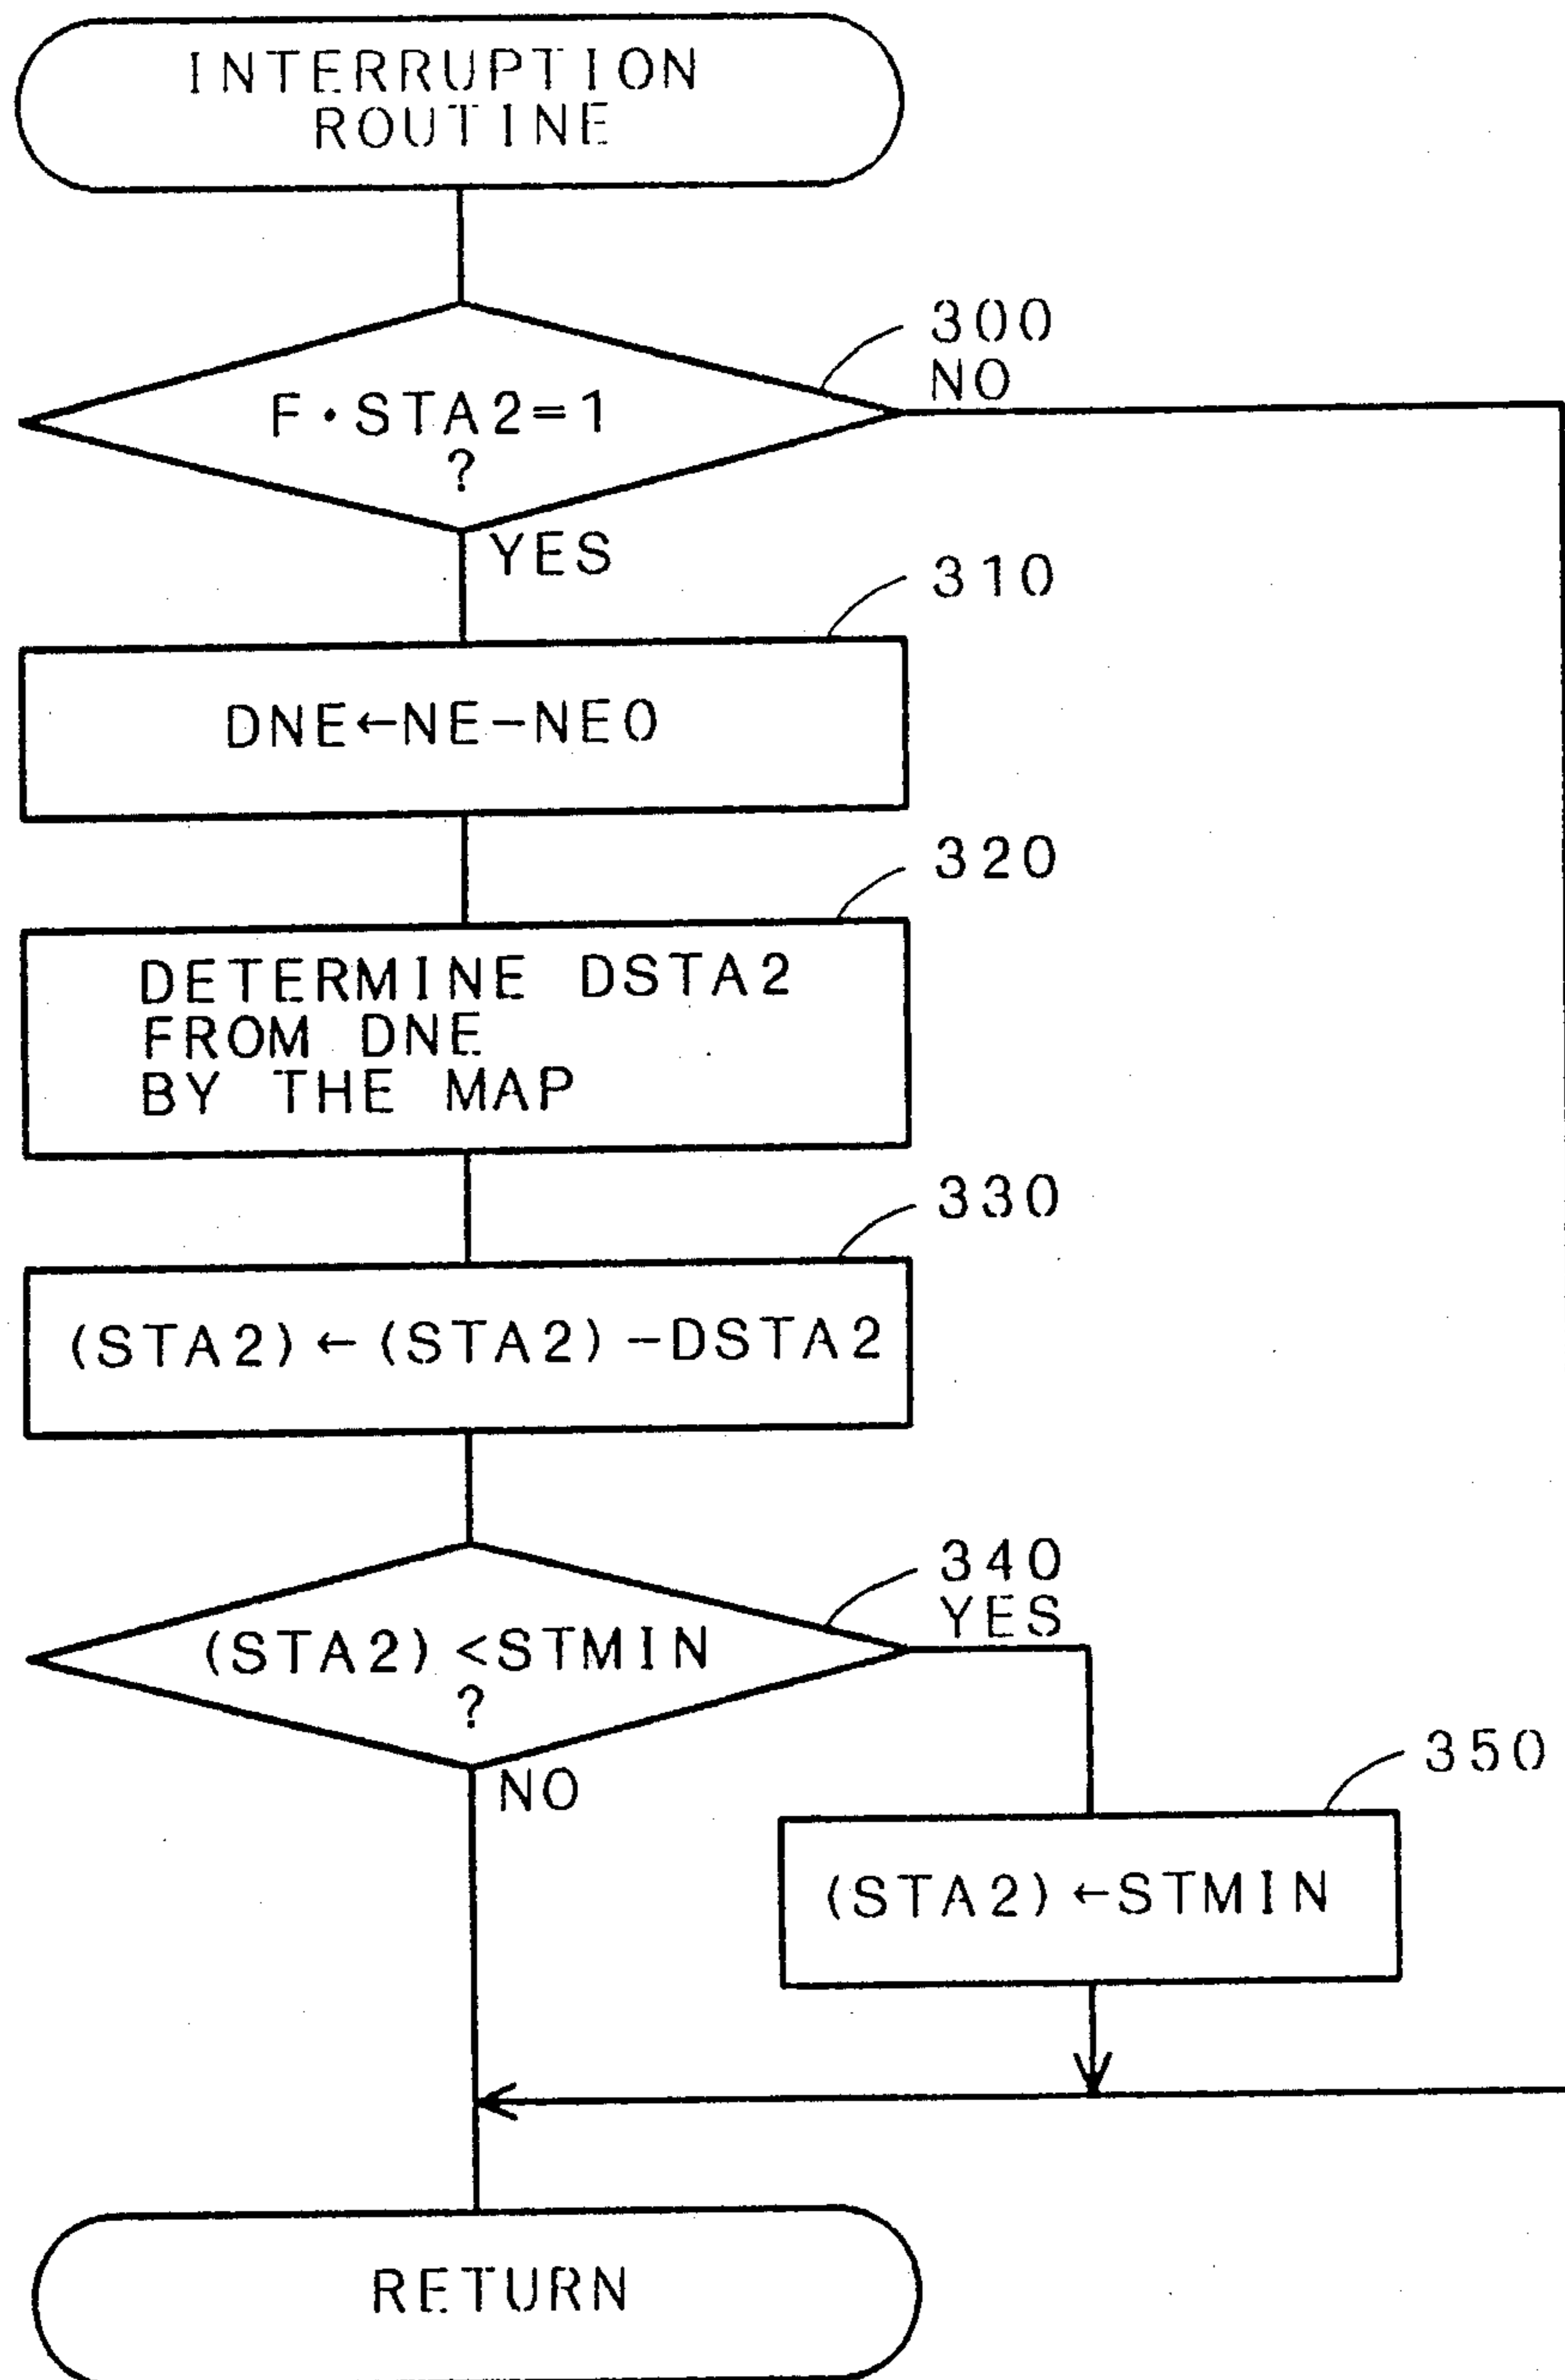 INTERRUPTION
ROUTINE
300
NO
F·STA2=1
?
YES
310
DNE←NE-NEO
320
DETERMINE DSTA2
FROM DNE
BY THE MAP
330
(STA2)←(STA2)-DSTA2
340
YES
(STA2)<STMIN
?
NO
350
(STA2)←STMIN
RETURN